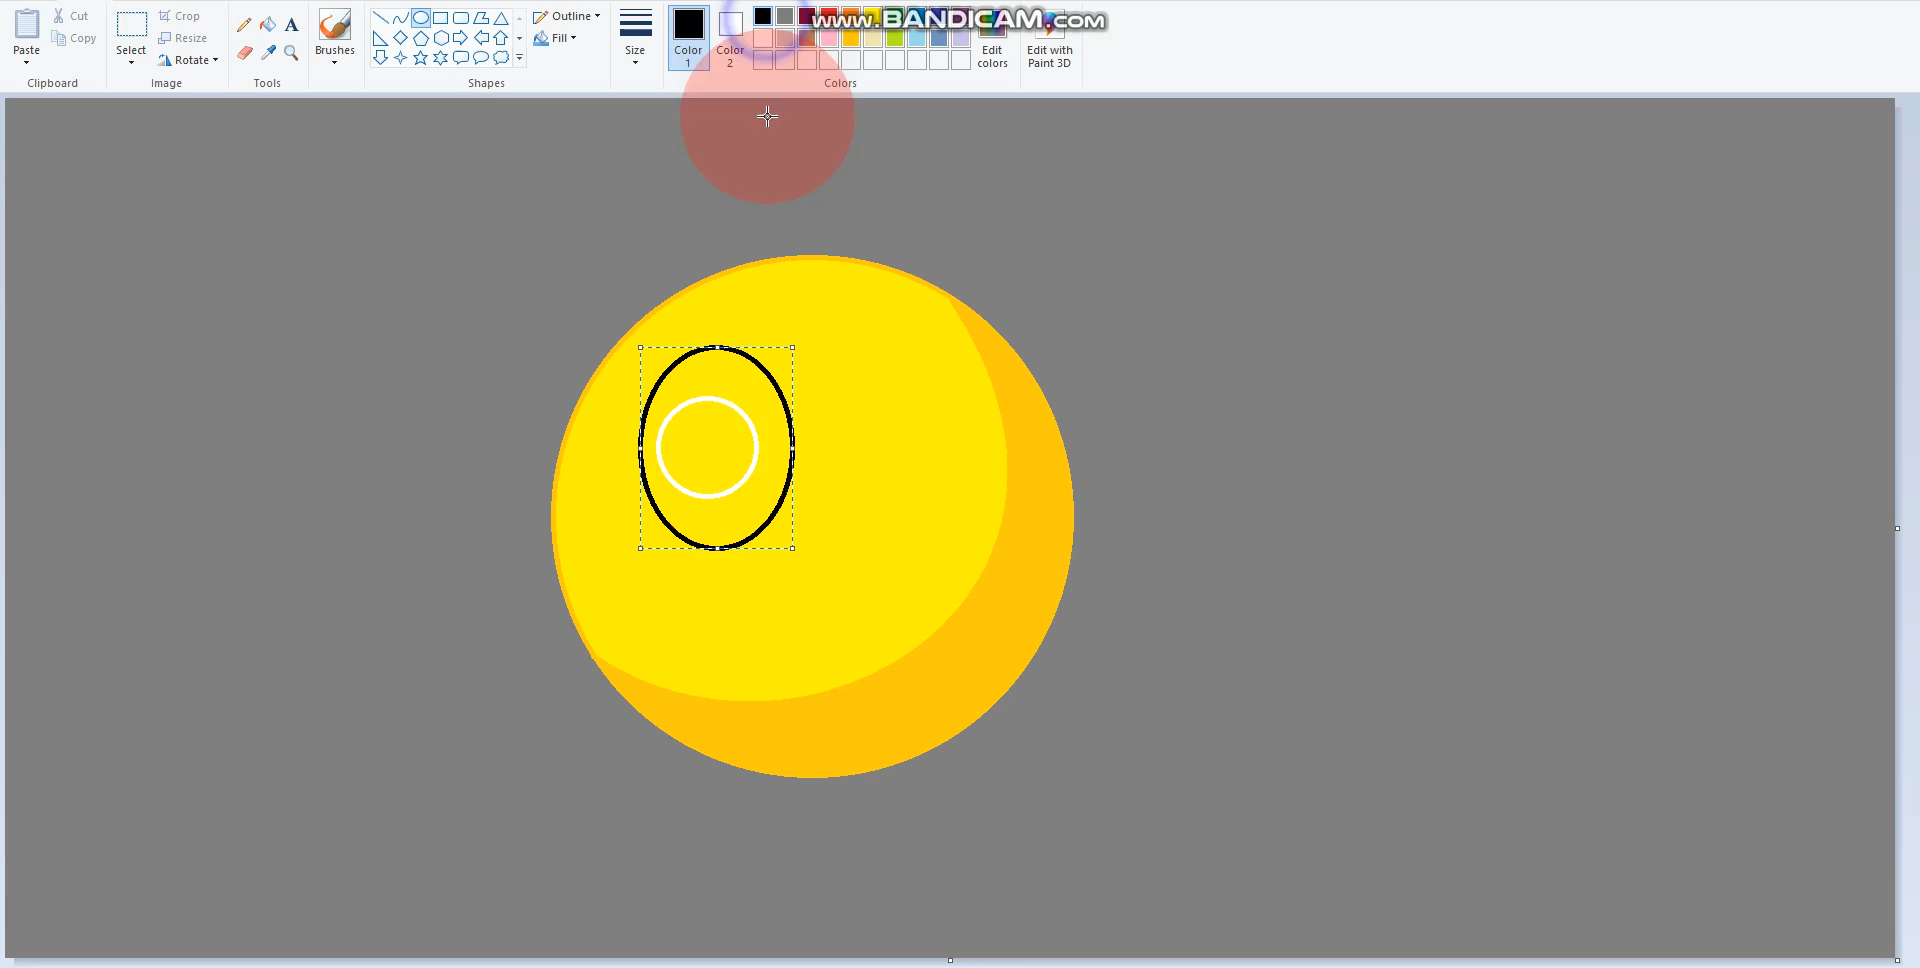 www.BANDICAM.com
Cut
Crop
Outline
Paste
Copy
Select
Resize
Rotate
A
Brushes
Fill
Size
Color 1
Color 2
Edit colors
Edit with Paint 3D
Clipboard
Image
Tools
Shapes
Colors